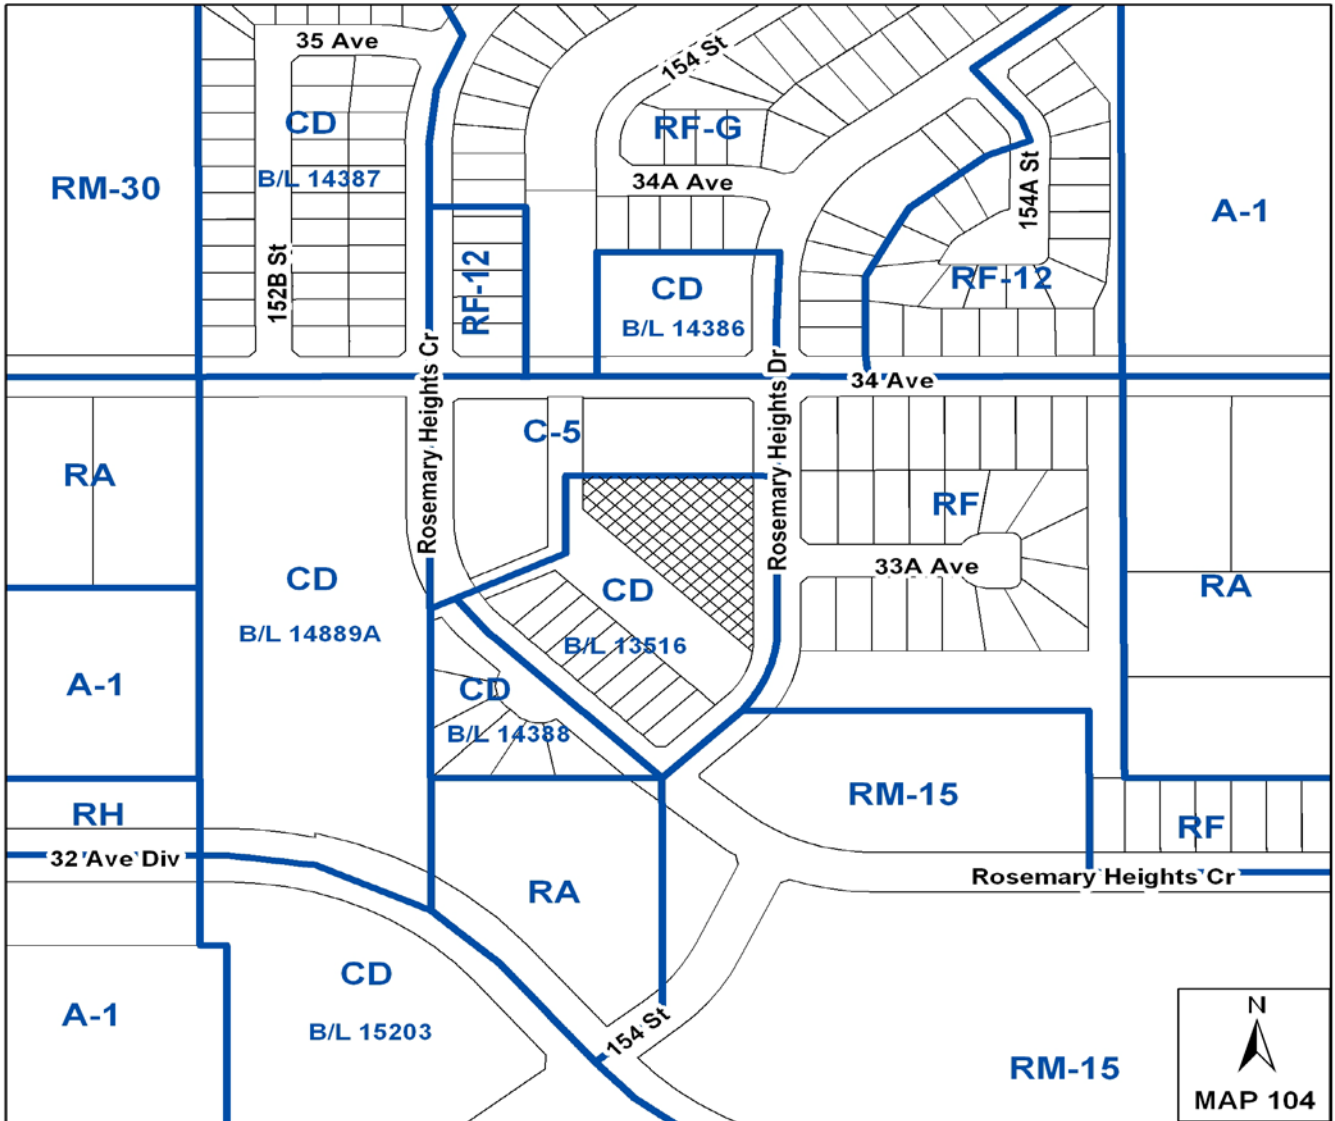 35 Ave
154 St
CD
RF-G
B/L 14387
34A Ave
RM-30
154A St
A-1
152B St
RF-12
CD
RF-12
B/L 14386
Rosemary Heights Cr
Rosemary Heights Dr
34 Ave
C-5
RA
RF
33A Ave
CD
CD
RA
B/L 14889A
B/L 13516
A-1
CD
B/L 14388
RM-15
RH
RF
32 Ave Div
Rosemary Heights Cr
RA
CD
A-1
B/L 15203
154 St
RM-15
N
MAP 104